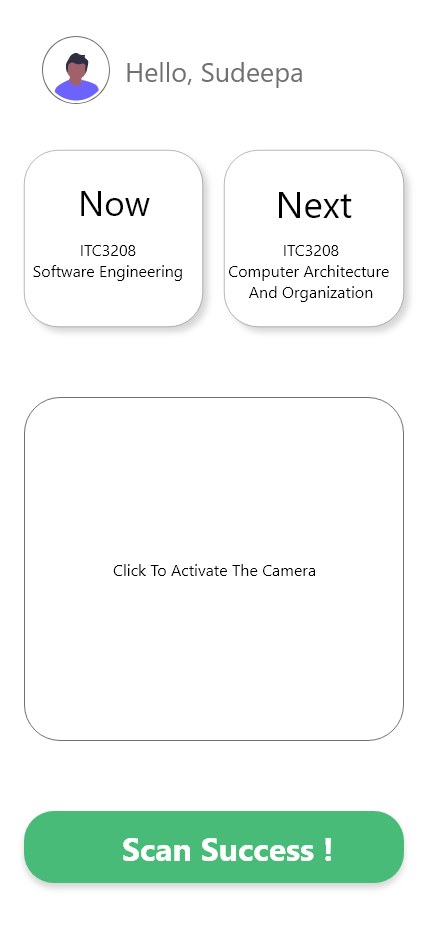 Hello, Sudeepa
Now
ITC3208
Software Engineering
Next
ITC3208
Computer Architecture
And Organization
Click To Activate The Camera
Scan Success !